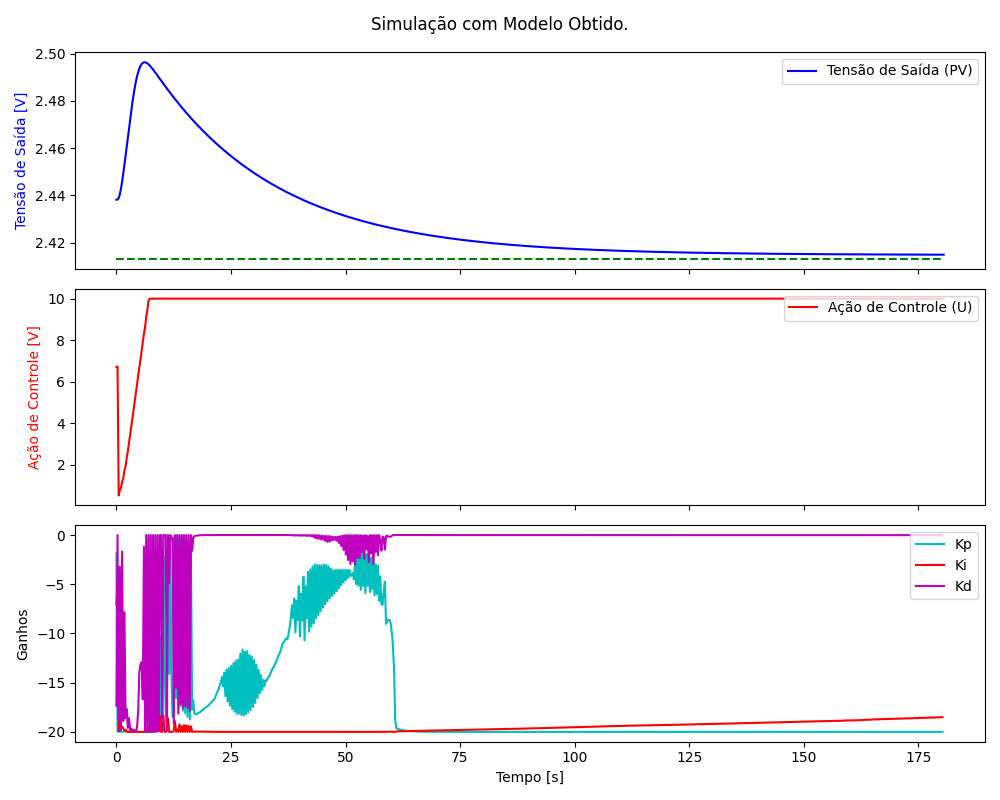 Simulação com Modelo Obtido.
2.50
2.48
2.46
2.44
2.42
Tensão de Saída [V]
Tensão de Saída (PV)
10
8
6
4
2
Ação de Controle [V]
Ação de Controle (U)
0
−5
−10
−15
−20
Ganhos
Kp
Ki
Kd
0 25 50 75 100 125 150 175
Tempo [s]